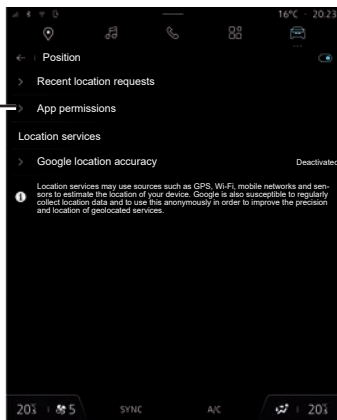 16°C · 20.23
Position
Recent location requests
App permissions
Location services
Google location accuracy Deactivated
Location services may use sources such as GPS, Wi-Fi, mobile networks and sen-
sors to estimate the location of your device. Google is also susceptible to regularly
collect location data and to use this anonymously in order to improve the precision
and location of geolocated services.
5 SYNC A/C